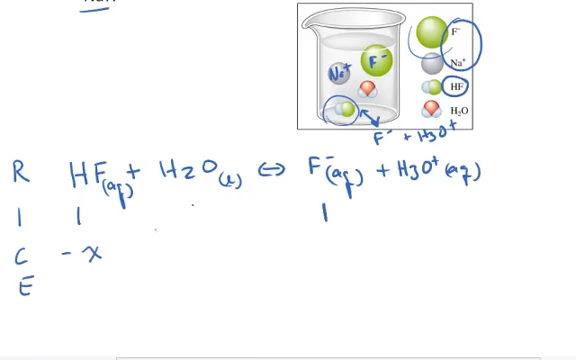 F⁻
Na⁺
HF
H₂O
Na⁺
F⁻
F⁻ + H₃O⁺
R HF(aq) + H₂O(l) ⇔ F⁻(aq) + H₃O⁺(aq)
I 1 1
C - x
E